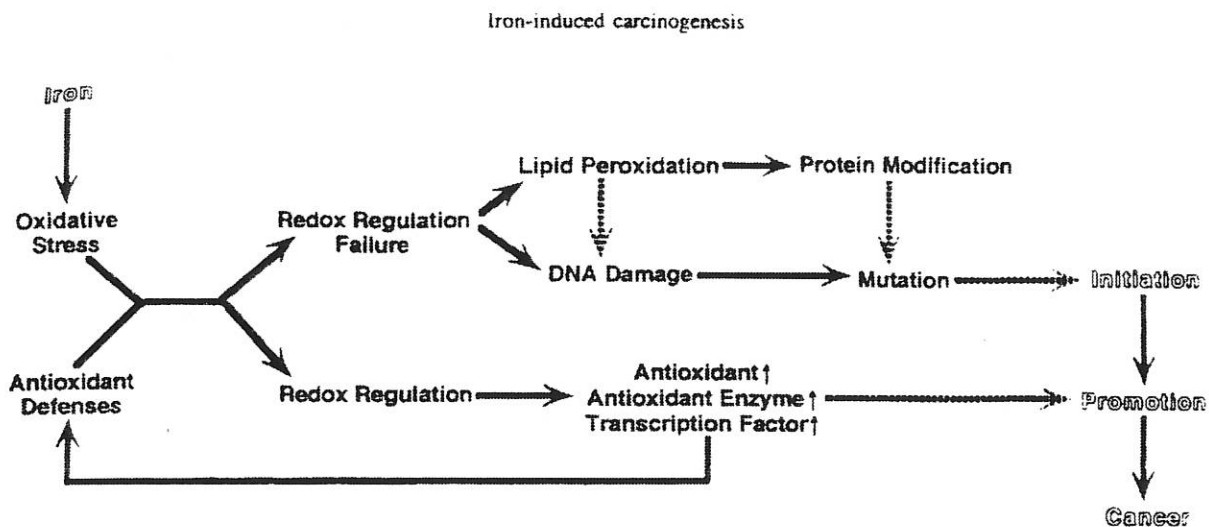 Iron-induced carcinogenesis
Iron
Lipid Peroxidation
Protein Modification
Oxidative
Stress
Redox Regulation
Failure
DNA Damage
Mutation
Initiation
Antioxidant
Defenses
Redox Regulation
Antioxidant↑
Antioxidant Enzyme↑
Transcription Factor↑
Promotion
Cancer